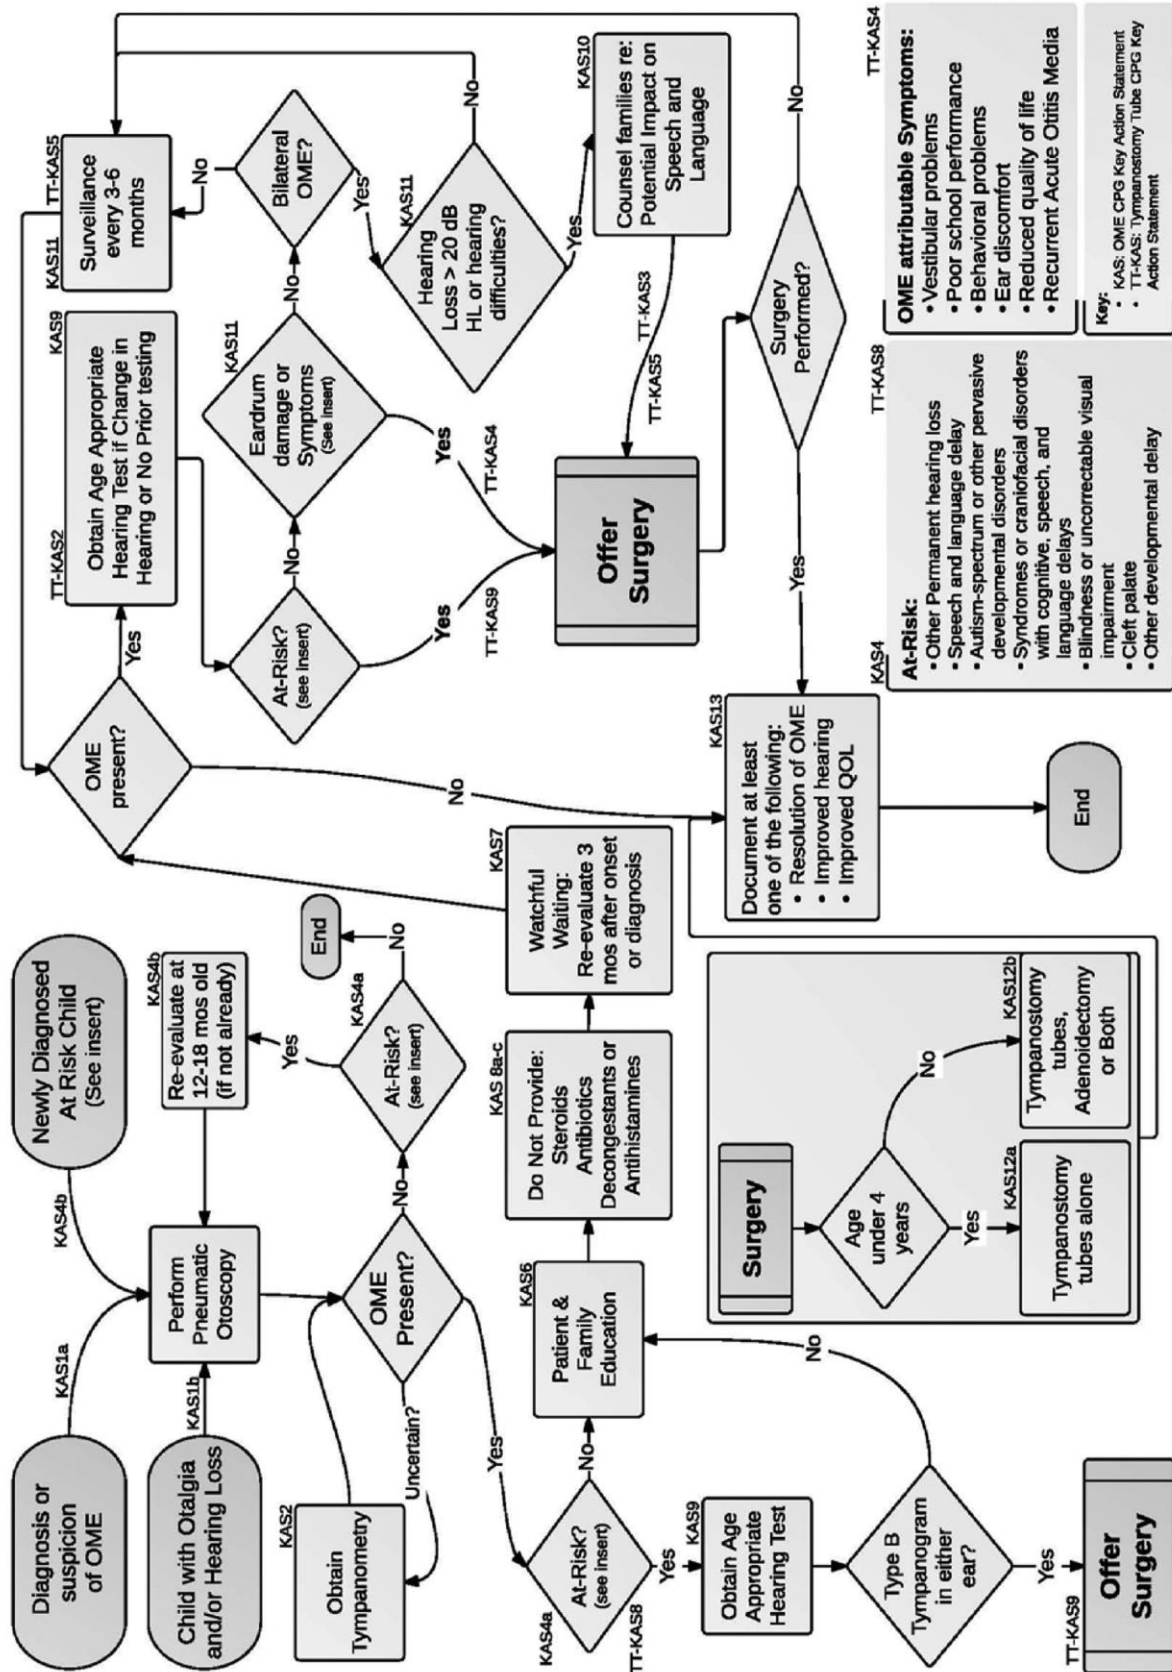 Diagnosis or
suspicion
of OME
KAS1a
Newly Diagnosed
At Risk Child
(See insert)
KAS4b
Child with Otalgia
and/or Hearing Loss
KAS1b
Perform
Pneumatic
Otoscopy
Re-evaluate at
12-18 mos old
(if not already)
KAS4b
KAS2
Obtain
Tympanometry
Uncertain?
OME
Present?
No
At-Risk?
(see insert)
KAS4a
Yes
No
End
Yes
KAS4a
TT-KAS8
At-Risk?
(see insert)
No
KAS6
Patient &
Family
Education
KAS 8a-c
Do Not Provide:
Steroids
Antibiotics
Decongestants or
Antihistamines
KAS7
Watchful
Waiting:
Re-evaluate 3
mos after onset
or diagnosis
Yes
KAS9
Obtain Age
Appropriate
Hearing Test
Type B
Tympanogram
in either
ear?
No
Yes
TT-KAS9
Offer
Surgery
Surgery
Age
under 4
years
Yes
No
KAS12a
Tympanostomy
tubes alone
KAS12b
Tympanostomy
tubes,
Adenoidectomy
or Both
OME
present?
Yes
No
TT-KAS2
KAS9
Obtain Age Appropriate
Hearing Test if Change in
Hearing or No Prior testing
KAS11
TT-KAS5
Surveillance
every 3-6
months
At-Risk?
(see insert)
No
Yes
TT-KAS9
KAS11
Eardrum
damage or
Symptoms
(See insert)
No
Yes
TT-KAS4
Bilateral
OME?
No
Yes
KAS11
Hearing
Loss > 20 dB
HL or hearing
difficulties?
No
Yes
KAS10
Counsel families re:
Potential Impact on
Speech and
Language
TT-KAS3
TT-KAS5
Offer
Surgery
Surgery
Performed?
No
Yes
KAS13
Document at least
one of the following:
• Resolution of OME
• Improved hearing
• Improved QOL
End
KAS4
TT-KAS8
At-Risk:
• Other Permanent hearing loss
• Speech and language delay
• Autism-spectrum or other pervasive
developmental disorders
• Syndromes or craniofacial disorders
with cognitive, speech, and
language delays
• Blindness or uncorrectable visual
impairment
• Cleft palate
• Other developmental delay
TT-KAS4
OME attributable Symptoms:
• Vestibular problems
• Poor school performance
• Behavioral problems
• Ear discomfort
• Reduced quality of life
• Recurrent Acute Otitis Media
Key:
• KAS: OME CPG Key Action Statement
• TT-KAS: Tympanostomy Tube CPG Key
Action Statement